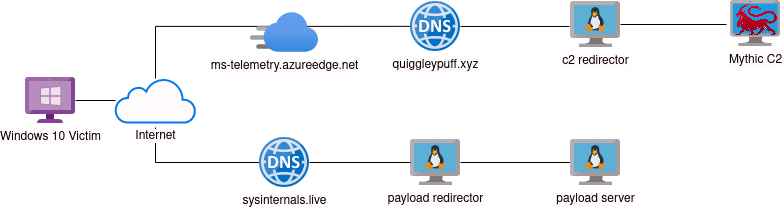 DNS
ms-telemetry.azureedge.net
quiggleypuff.xyz
c2 redirector
Mythic C2
Windows 10 Victim
Internet
DNS
sysinternals.live
payload redirector
payload server